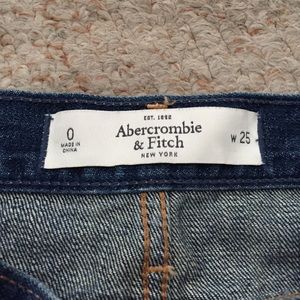 EST. 1892
0
MADE IN
CHINA
Abercrombie
& Fitch
NEW YORK
W 25